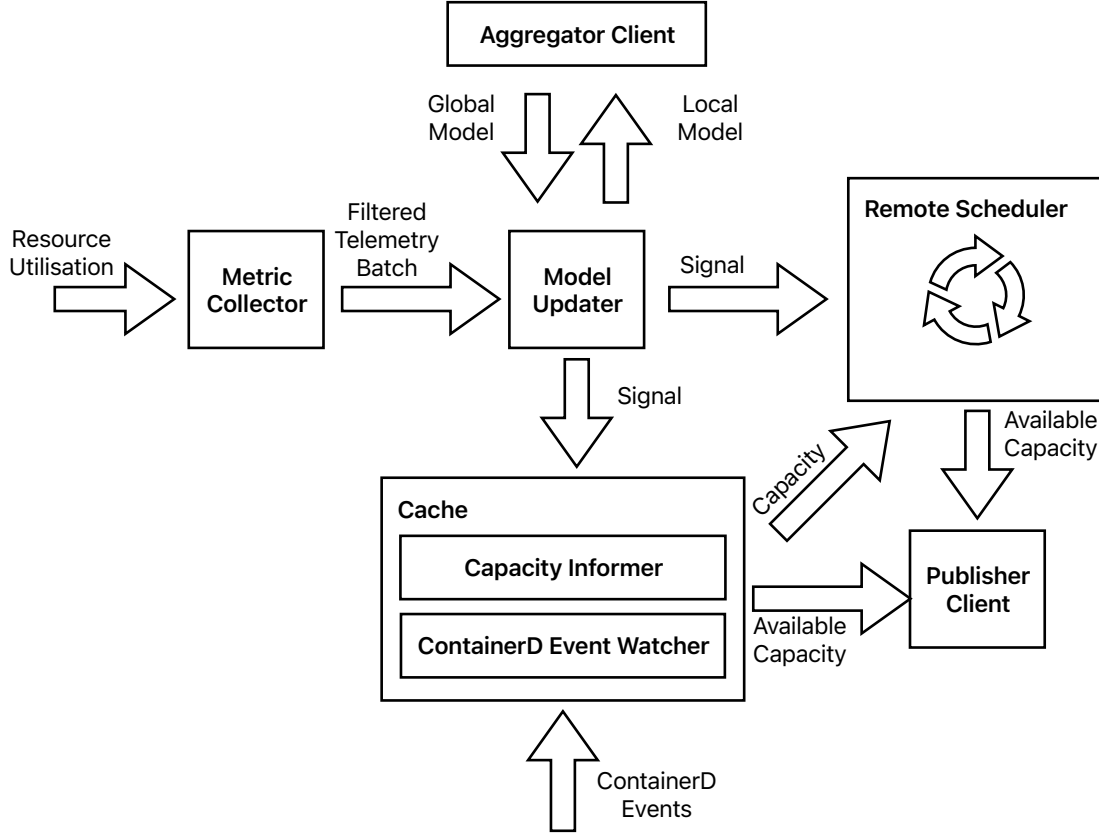 Aggregator Client
Global
Model
Local
Model
Remote Scheduler
Resource
Utilisation
Metric
Collector
Filtered
Telemetry
Batch
Model
Updater
Signal
Signal
Available
Capacity
Capacity
Cache
Capacity Informer
ContainerD Event Watcher
Available
Capacity
Publisher
Client
ContainerD
Events